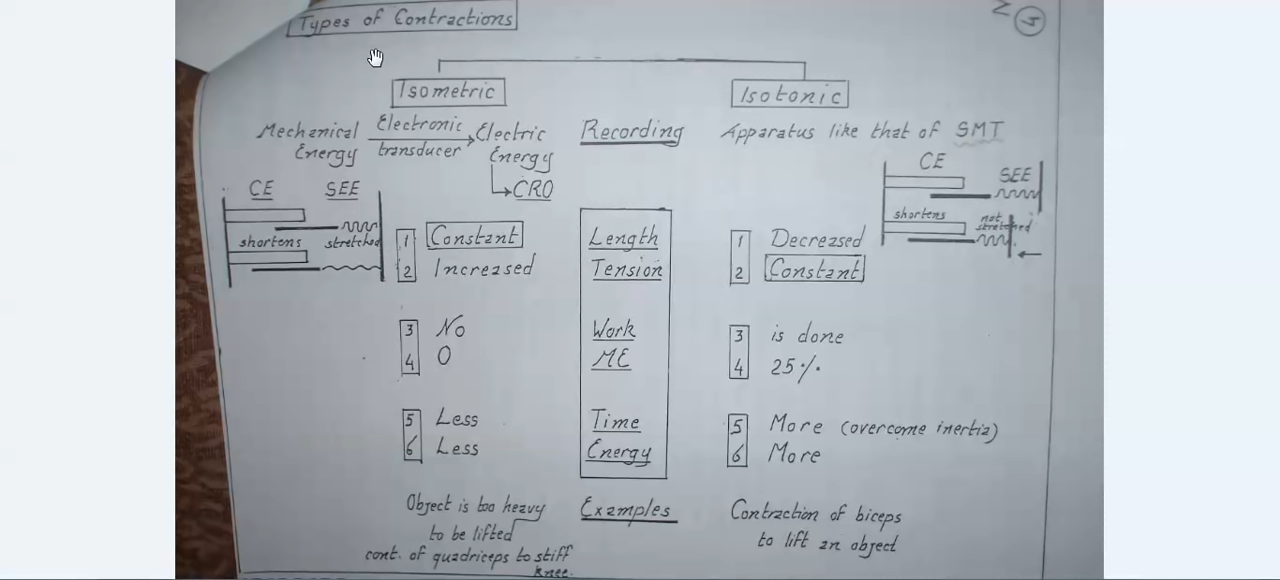 Types of Contractions
4
Isometric
Isotonic
Mechanical Energy
Electronic transducer
Electric Energy
CRO
Recording
Apparatus like that of SMT
CE SEE
shortens stretched
CE SEE
shortens not stretched
1 Constant Length 1 Decreased
2 Increased Tension 2 Constant
3 No Work 3 is done
4 0 ME 4 25%
5 Less Time 5 More (overcome inertia)
6 Less Energy 6 More
Object is too heavy
to be lifted
cont. of quadriceps to stiff
knee.
Examples
Contraction of biceps
to lift an object